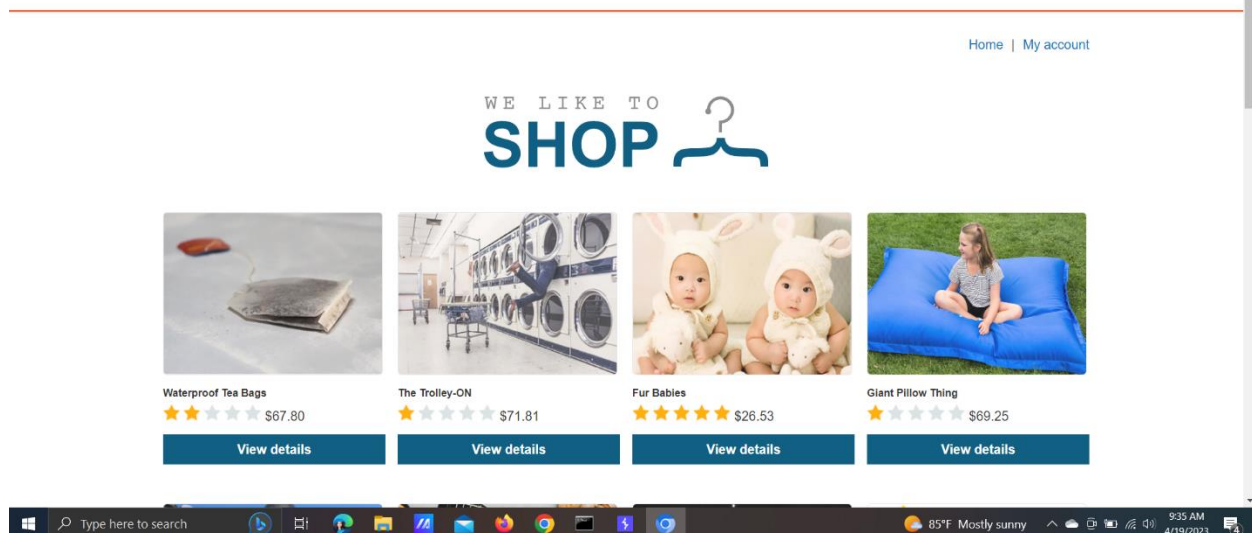 Home | My account
WE LIKE TO
SHOP
Waterproof Tea Bags
The Trolley-ON
Fur Babies
Giant Pillow Thing
$67.80
$71.81
$26.53
$69.25
View details
View details
View details
View details
Type here to search
85°F Mostly sunny
9:35 AM
4/19/2023
4